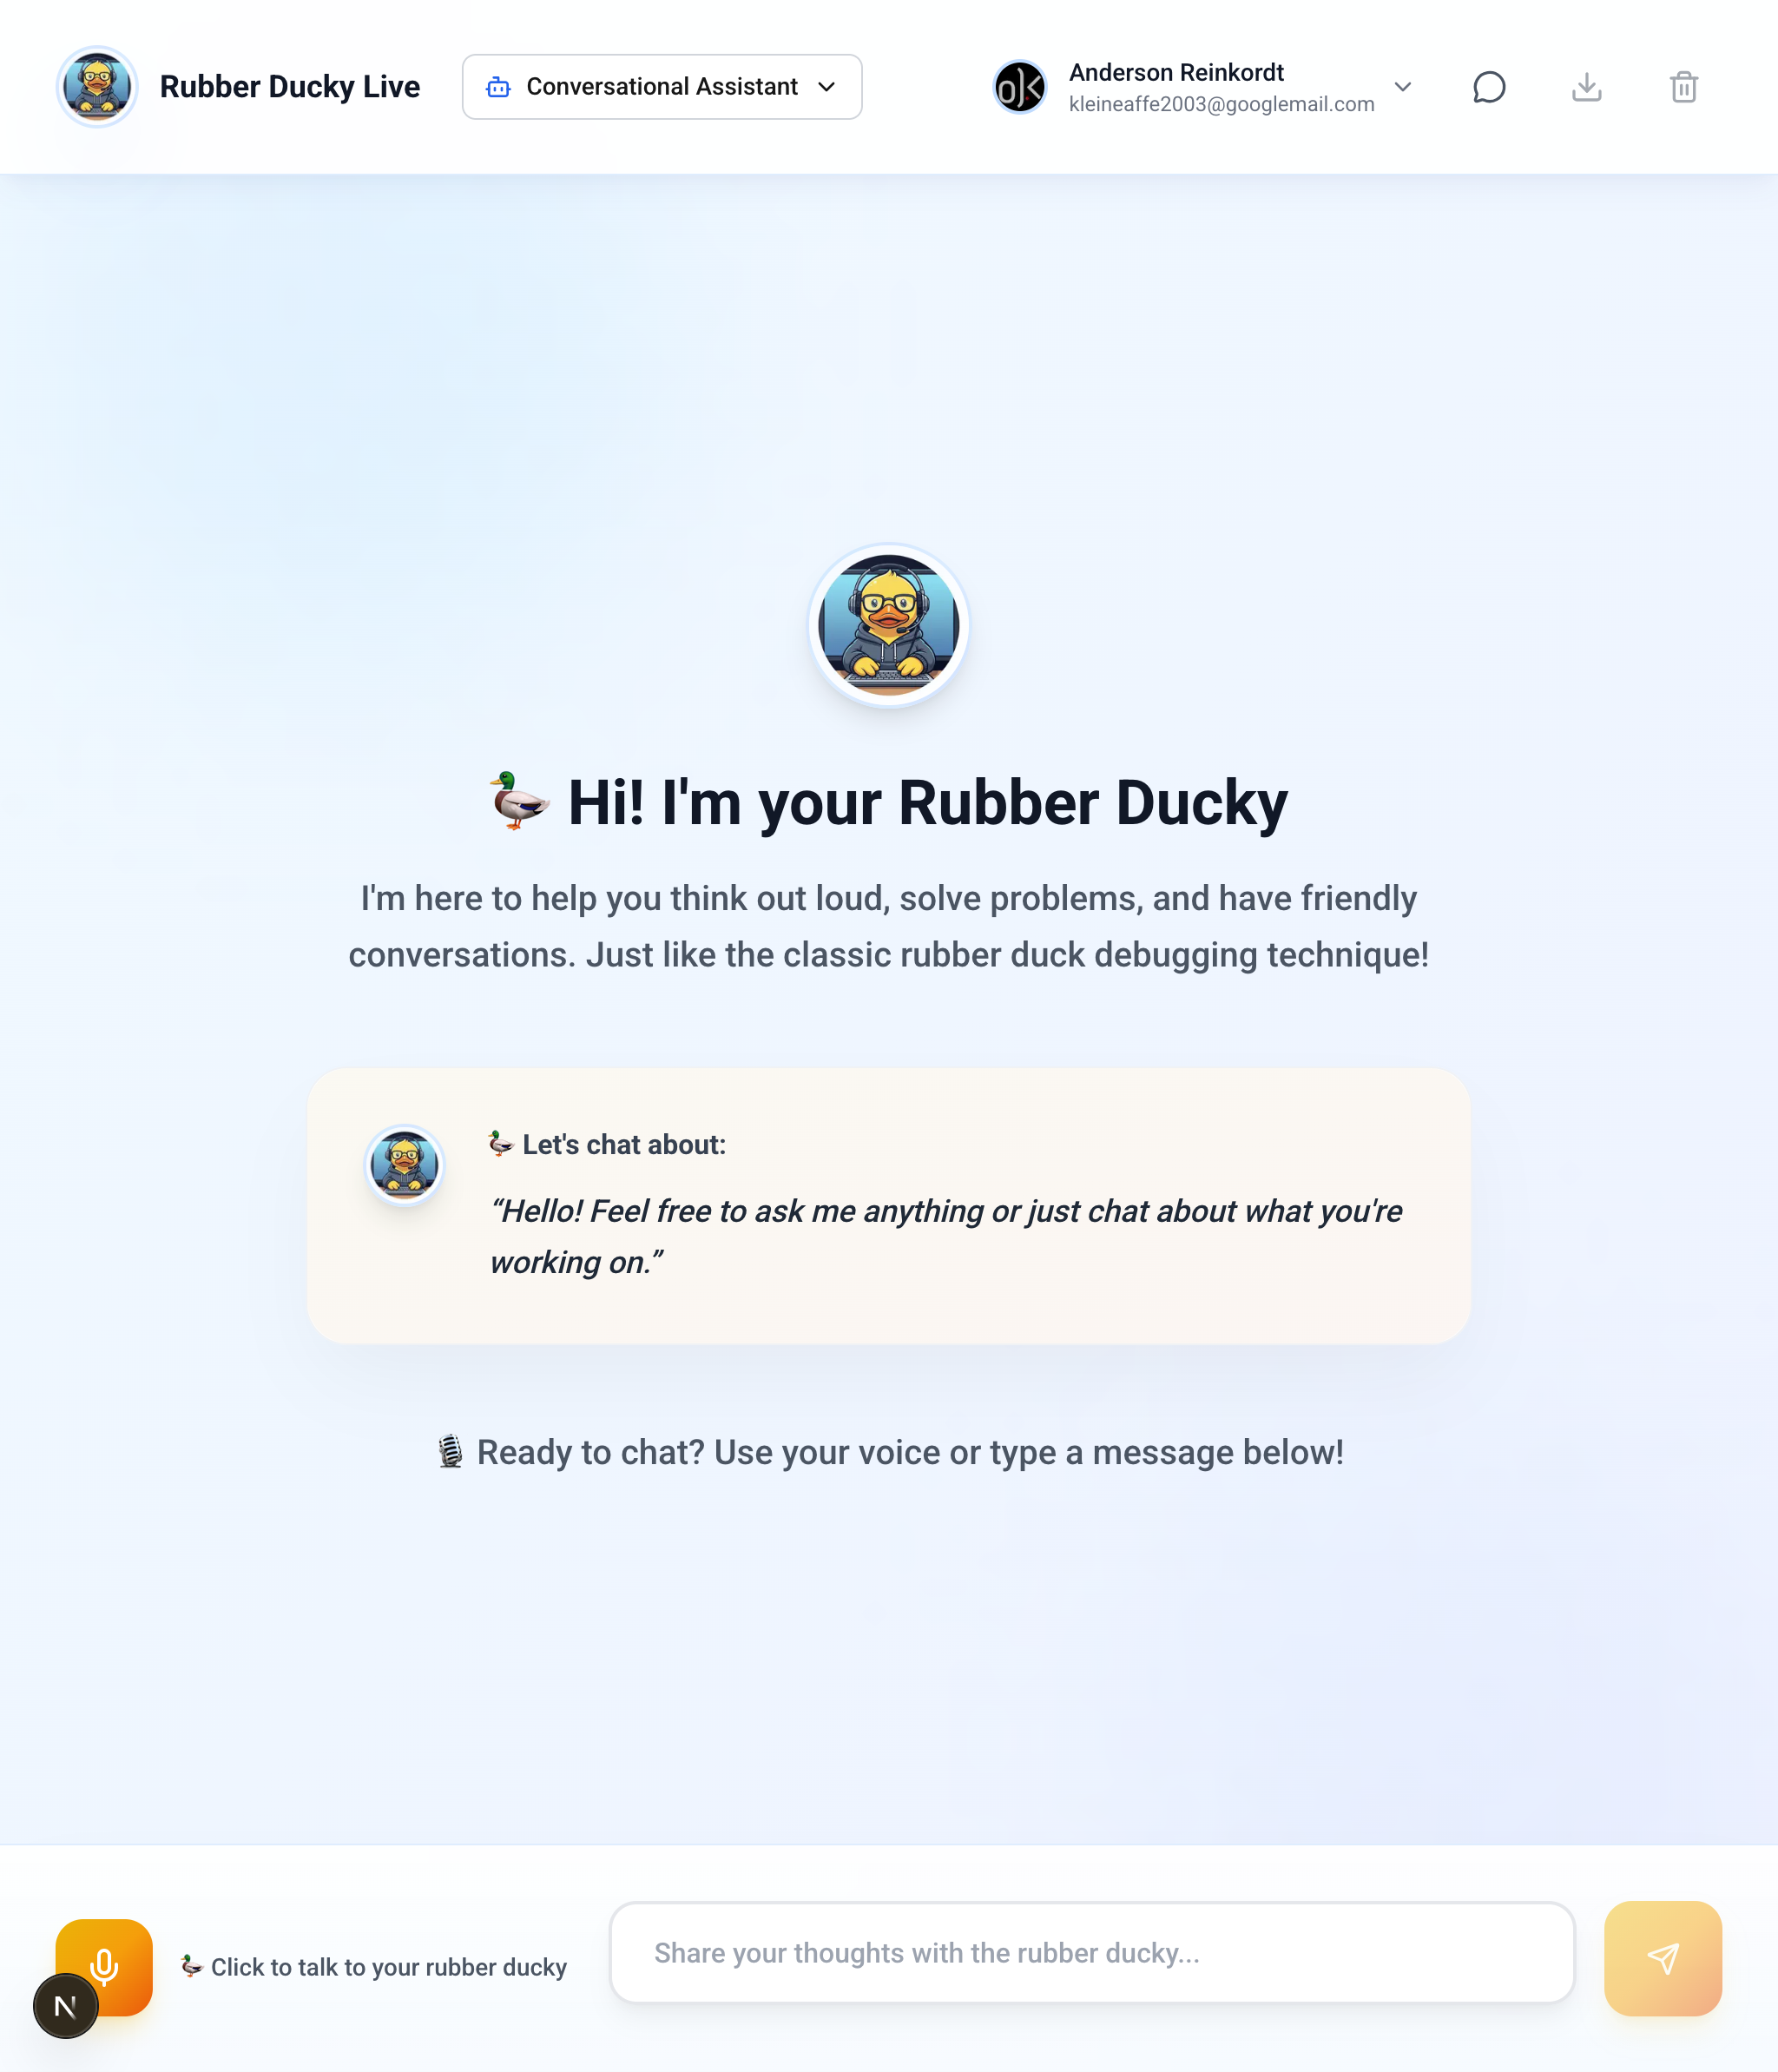 Rubber Ducky Live
Conversational Assistant
Anderson Reinkordt
kleineaffe2003@googlemail.com
🦆 Hi! I'm your Rubber Ducky
I'm here to help you think out loud, solve problems, and have friendly
conversations. Just like the classic rubber duck debugging technique!
🦆 Let's chat about:
“Hello! Feel free to ask me anything or just chat about what you're
working on.”
🎙️ Ready to chat? Use your voice or type a message below!
🦆 Click to talk to your rubber ducky
Share your thoughts with the rubber ducky...
N